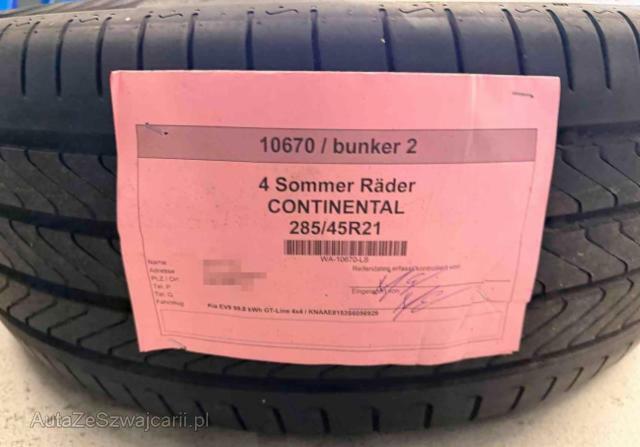 10670 / bunker 2
4 Sommer Räder
CONTINENTAL
285/45R21
WA-10670-LS
Name
Adresse
PLZ / Ort
Tel. P
Tel. G
Fahrzeug
Kia EV9 99.8 kWh GT-Line 4x4 /
AutaZeSzwajcarii.pl